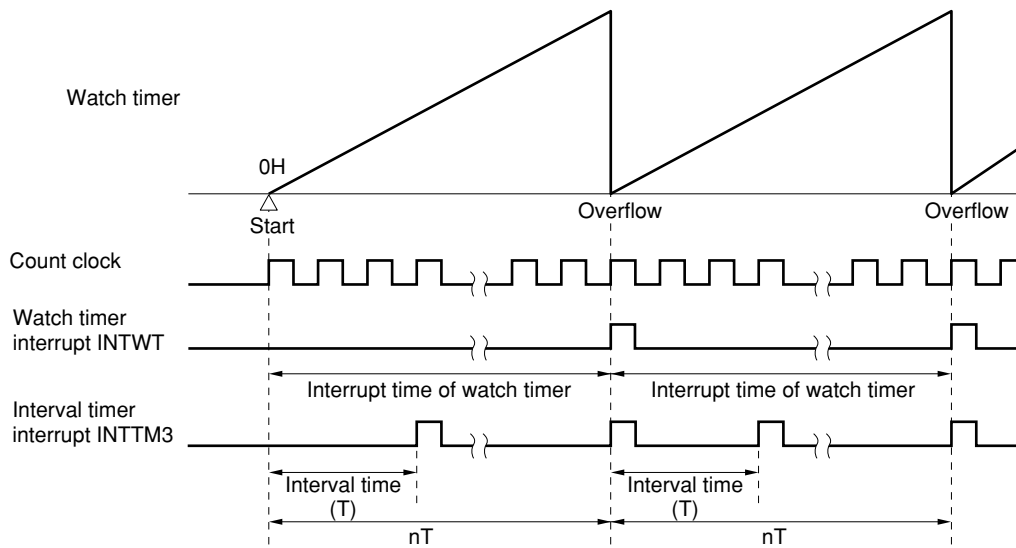 Watch timer
0H
Start
Overflow
Overflow
Count clock
Watch timer
interrupt INTWT
Interrupt time of watch timer
Interrupt time of watch timer
Interval timer
interrupt INTTM3
Interval time
(T)
Interval time
(T)
nT
nT